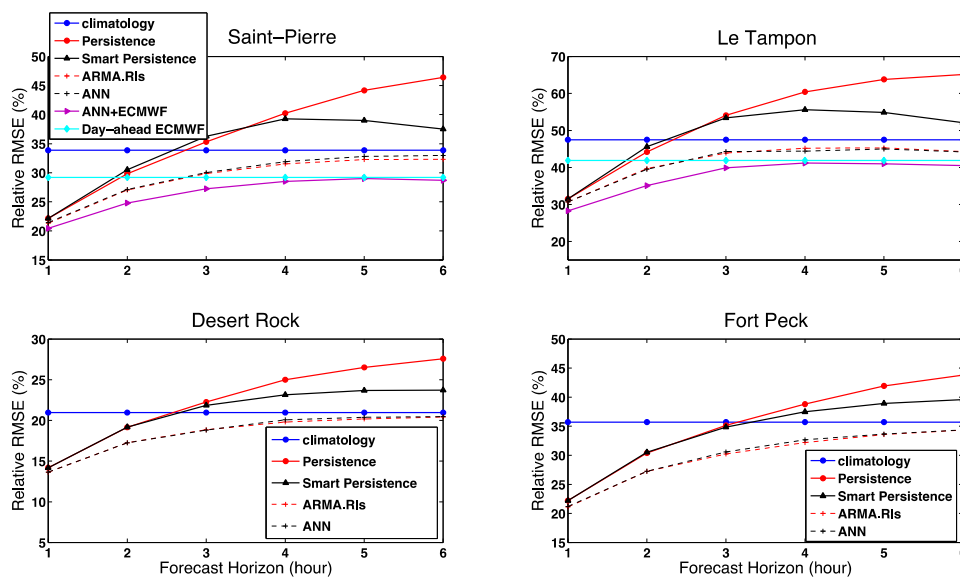 Saint−Pierre
Relative RMSE (%)
50
45
40
35
30
25
20
15
1 2 3 4 5 6
climatology
Persistence
Smart Persistence
ARMA.RIs
ANN
ANN+ECMWF
Day−ahead ECMWF
Le Tampon
Relative RMSE (%)
70
60
50
40
30
20
1 2 3 4 5
Desert Rock
Relative RMSE (%)
30
25
20
15
10
5
1 2 3 4 5 6
Forecast Horizon (hour)
climatology
Persistence
Smart Persistence
ARMA.RIs
ANN
Fort Peck
Relative RMSE (%)
50
45
40
35
30
25
20
15
1 2 3 4 5
Forecast Horizon (hour)
climatology
Persistence
Smart Persistence
ARMA.RIs
ANN